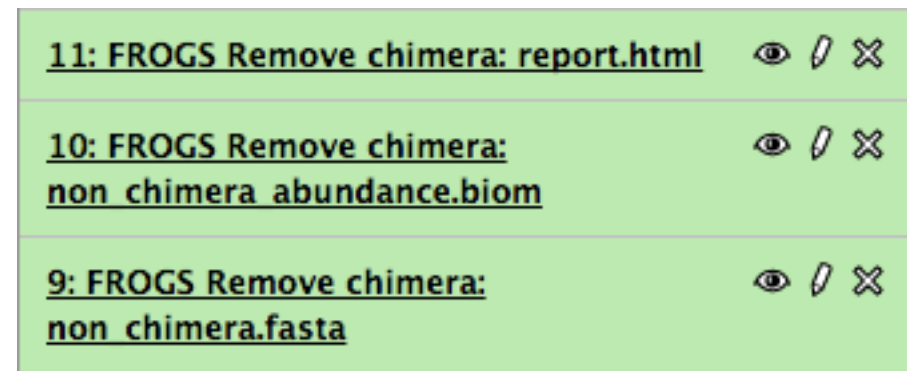 11: FROGS Remove chimera: report.html
10: FROGS Remove chimera:
non_chimera_abundance.biom
9: FROGS Remove chimera:
non_chimera.fasta